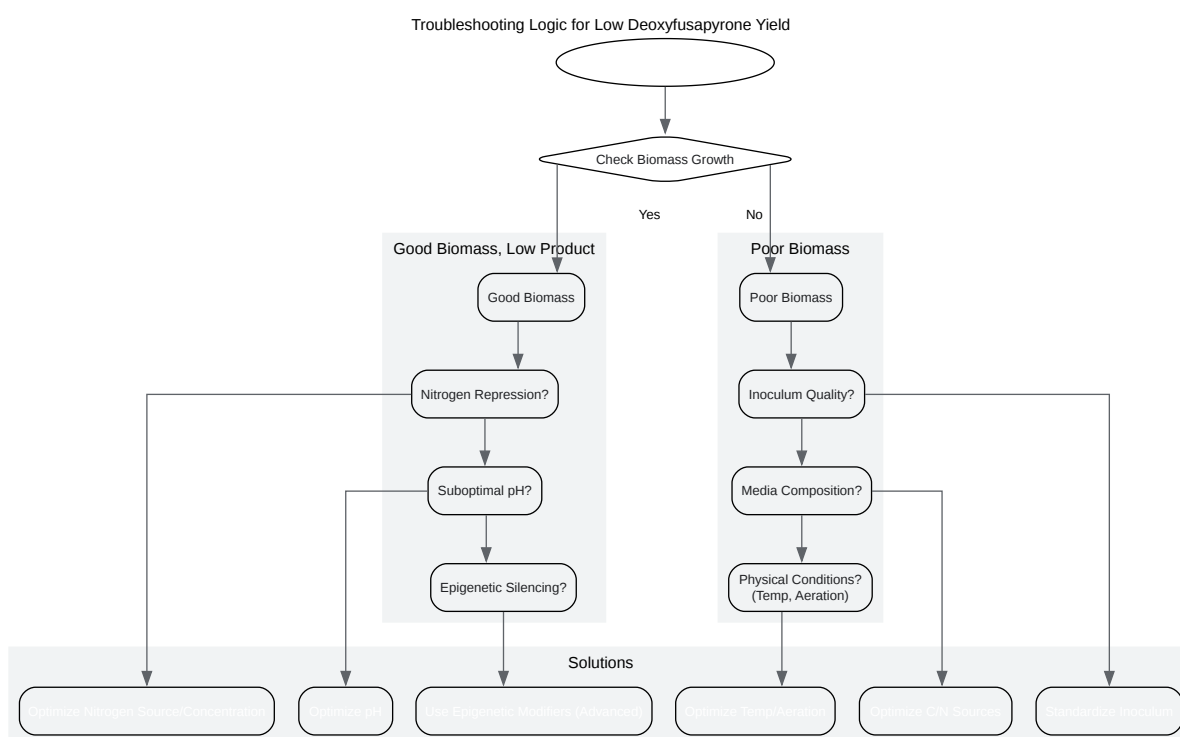 Troubleshooting Logic for Low Deoxyfusapyrone Yield
Check Biomass Growth
Yes
No
Good Biomass, Low Product
Poor Biomass
Good Biomass
Poor Biomass
Nitrogen Repression?
Inoculum Quality?
Suboptimal pH?
Media Composition?
Epigenetic Silencing?
Physical Conditions?
(Temp, Aeration)
Solutions
Optimize Nitrogen Source/Concentration
Optimize pH
Use Epigenetic Modifiers (Advanced)
Optimize Temp/Aeration
Optimize C/N Sources
Standardize Inoculum